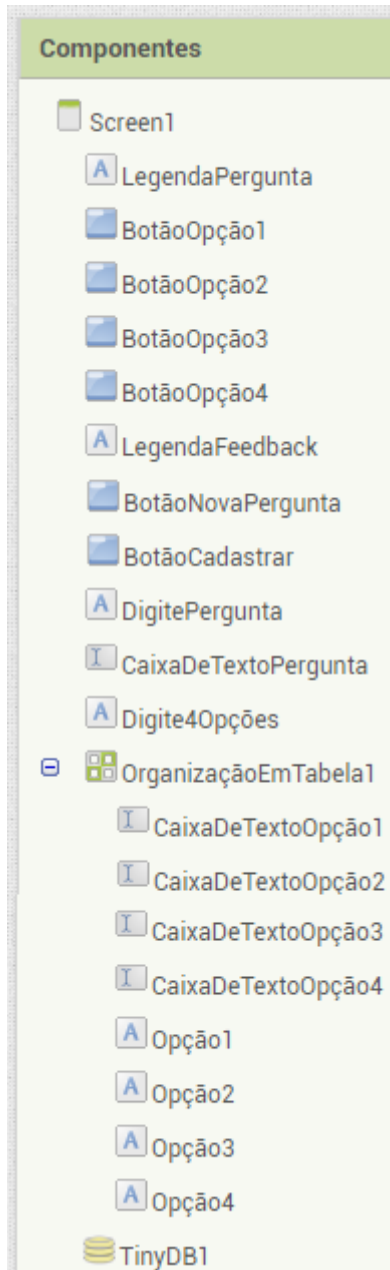 Componentes
Screen1
A LegendaPergunta
BotãoOpção1
BotãoOpção2
BotãoOpção3
BotãoOpção4
A LegendaFeedback
BotãoNovaPergunta
BotãoCadastrar
A DigitePergunta
CaixaDeTextoPergunta
A Digite4Opções
OrganizaçãoEmTabela1
CaixaDeTextoOpção1
CaixaDeTextoOpção2
CaixaDeTextoOpção3
CaixaDeTextoOpção4
A Opção1
A Opção2
A Opção3
A Opção4
TinyDB1